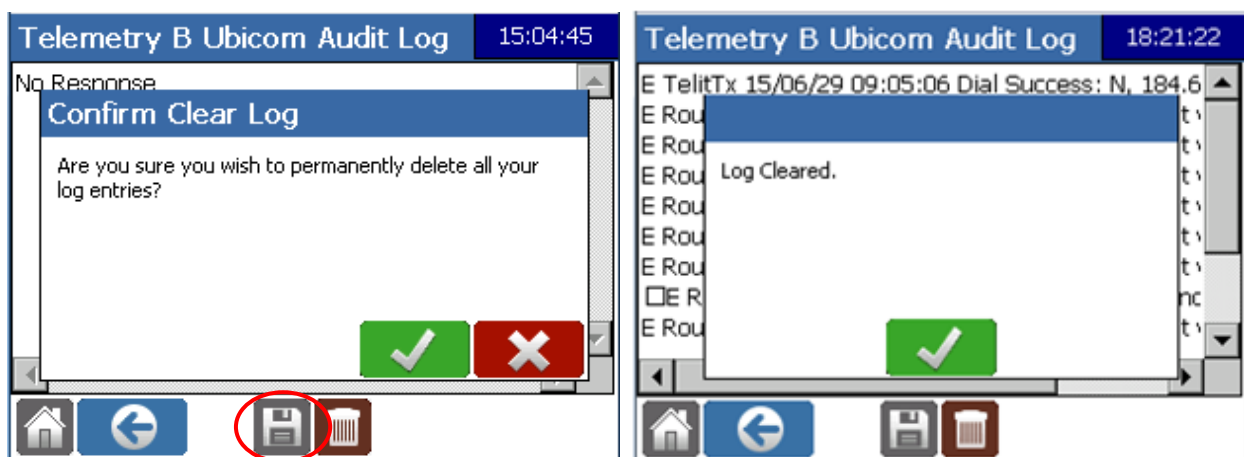 Telemetry B Ubicom Audit Log 15:04:45
No Response
Confirm Clear Log
Are you sure you wish to permanently delete all your
log entries?
Telemetry B Ubicom Audit Log 18:21:22
E TelitTx 15/06/29 09:05:06 Dial Success: N, 184.6
E Rou
E Rou
E Rou
E Rou
E Rou
E Rou
E R
E Rou
Log Cleared.